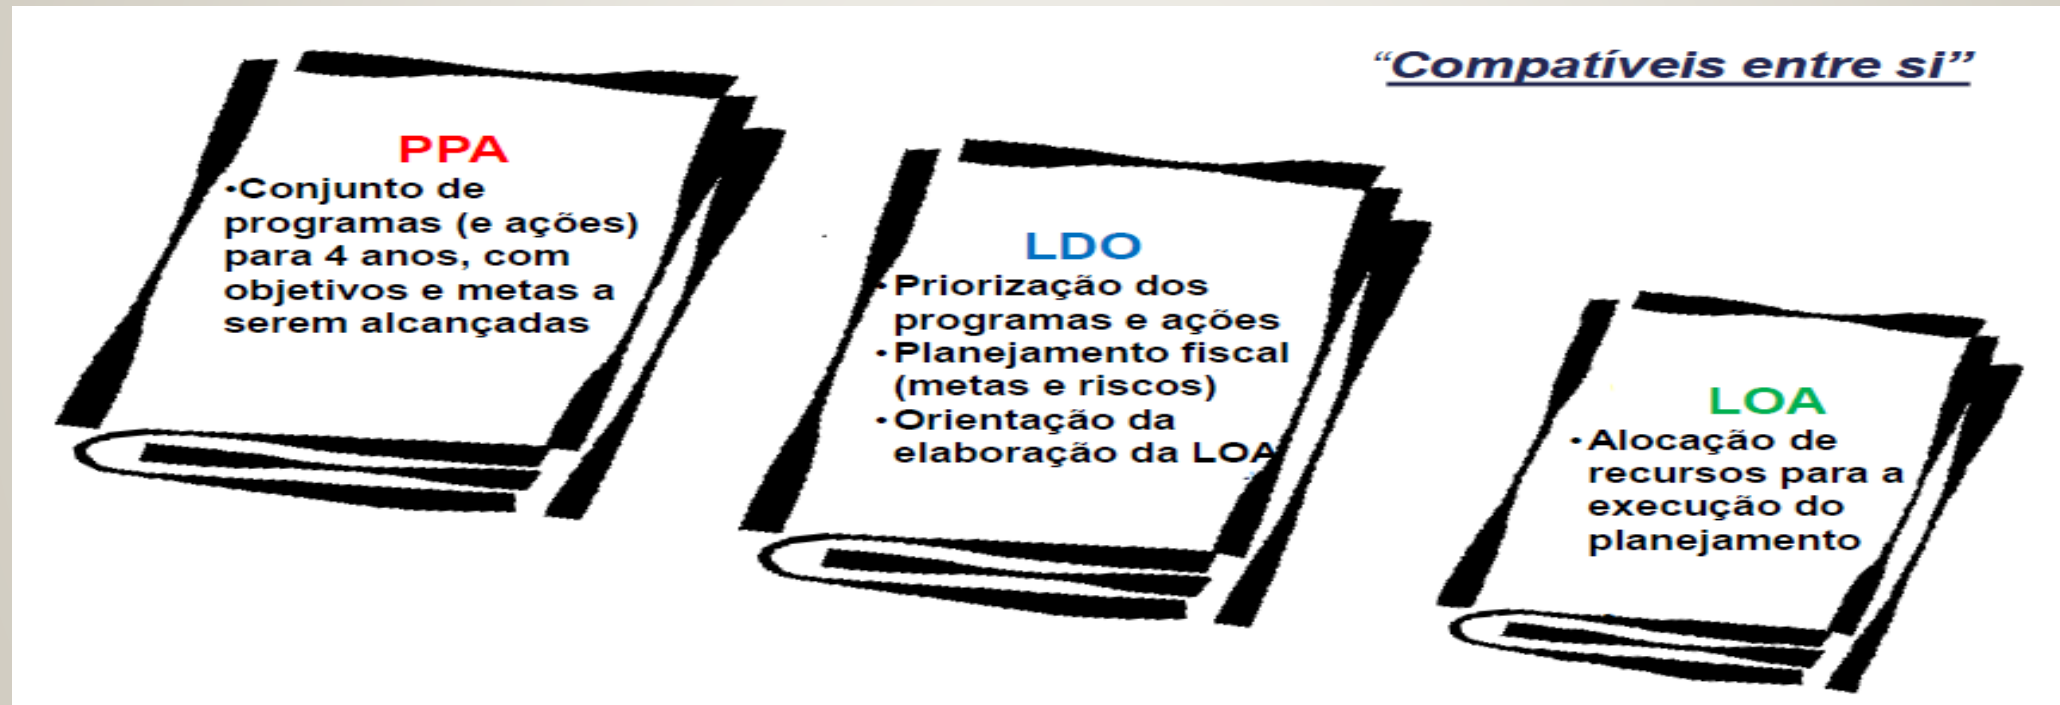 “Compatíveis entre si”
PPA
•Conjunto de
programas (e ações)
para 4 anos, com
objetivos e metas a
serem alcançadas
LDO
•Priorização dos
programas e ações
•Planejamento fiscal
(metas e riscos)
•Orientação da
elaboração da LOA
LOA
•Alocação de
recursos para a
execução do
planejamento